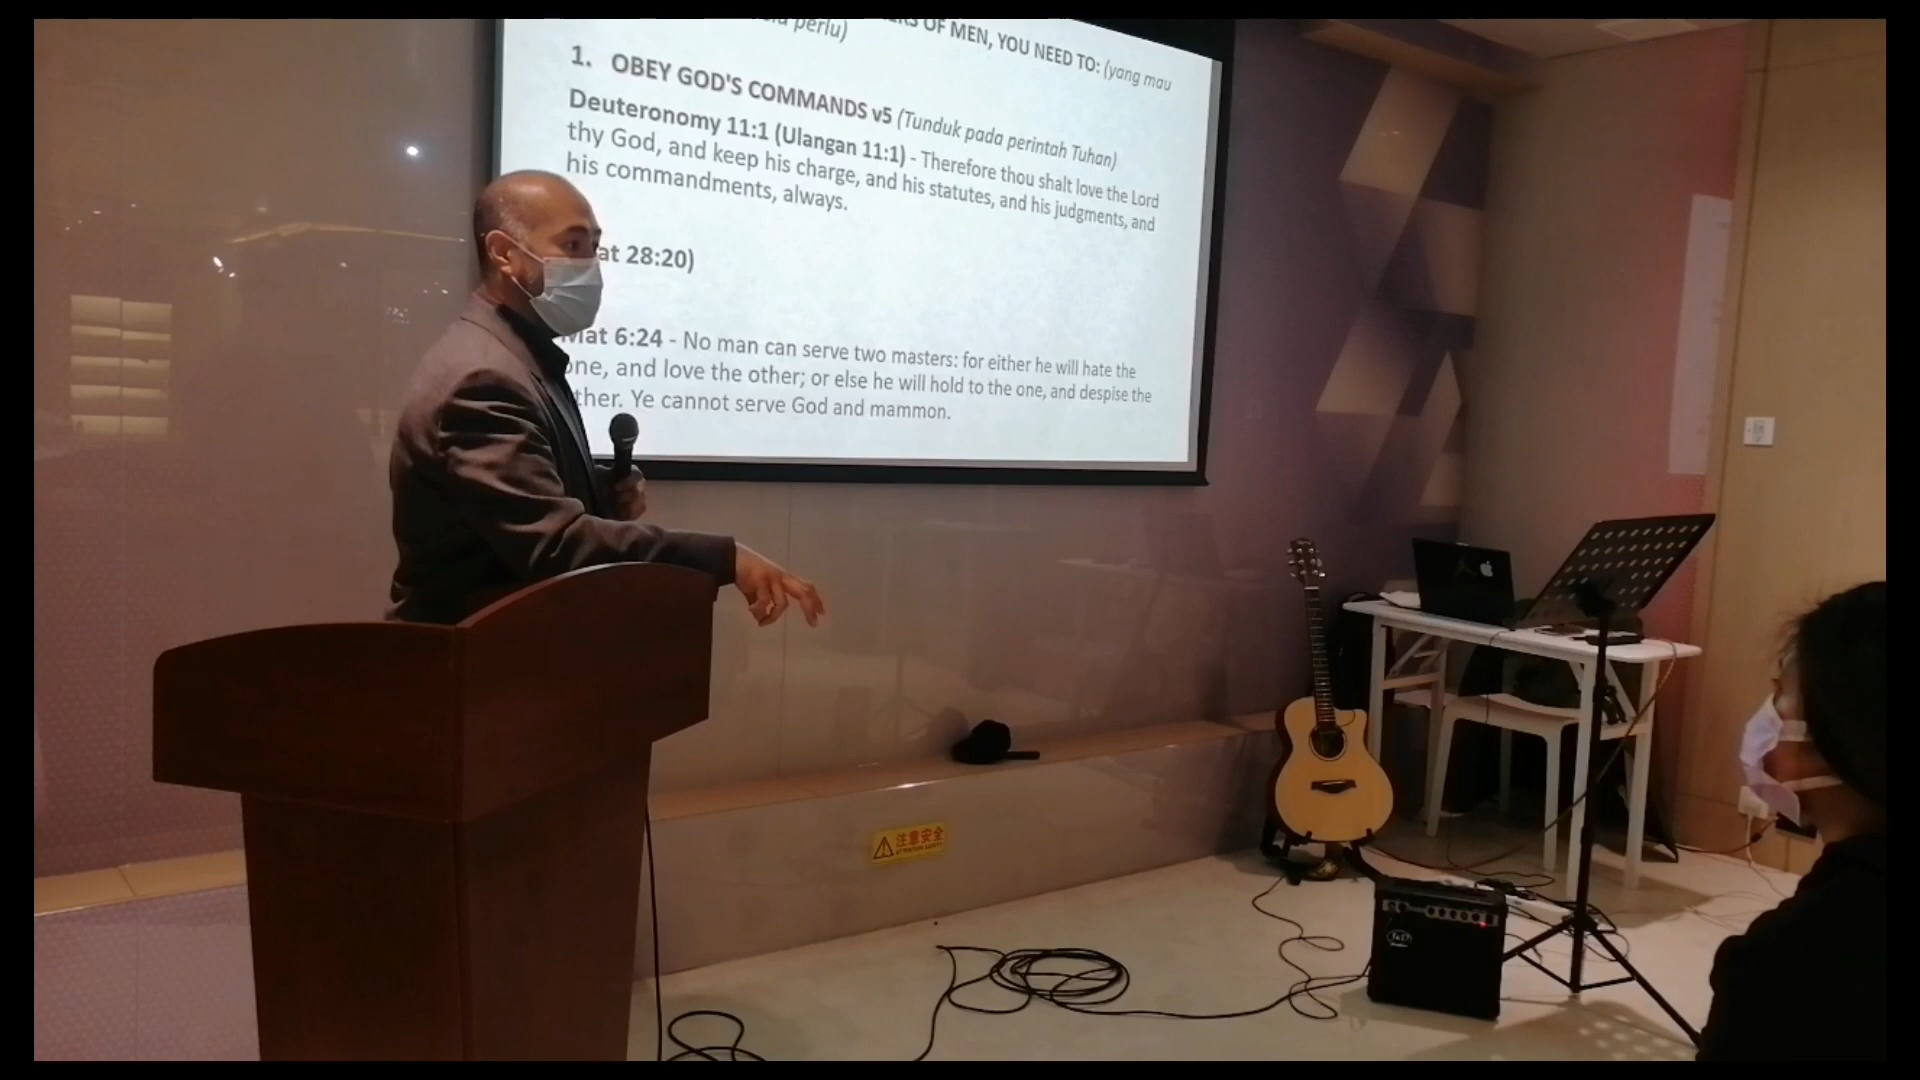 perlu)
OF MEN, YOU NEED TO: (yang mau
1. OBEY GOD'S COMMANDS v5 (Tunduk pada perintah Tuhan)
Deuteronomy 11:1 (Ulangan 11:1) - Therefore thou shalt love the Lord
thy God, and keep his charge, and his statutes, and his judgments, and
his commandments, always.
at 28:20)
Mat 6:24 - No man can serve two masters: for either he will hate the
one, and love the other; or else he will hold to the one, and despise the
ther. Ye cannot serve God and mammon.
注意安全